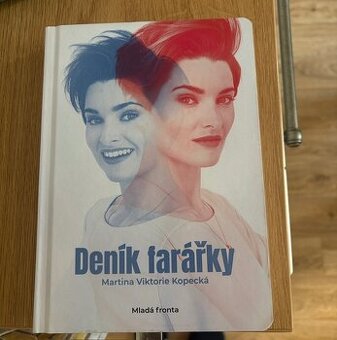 Deník farářky
Martina Viktorie Kopecká
Mladá fronta